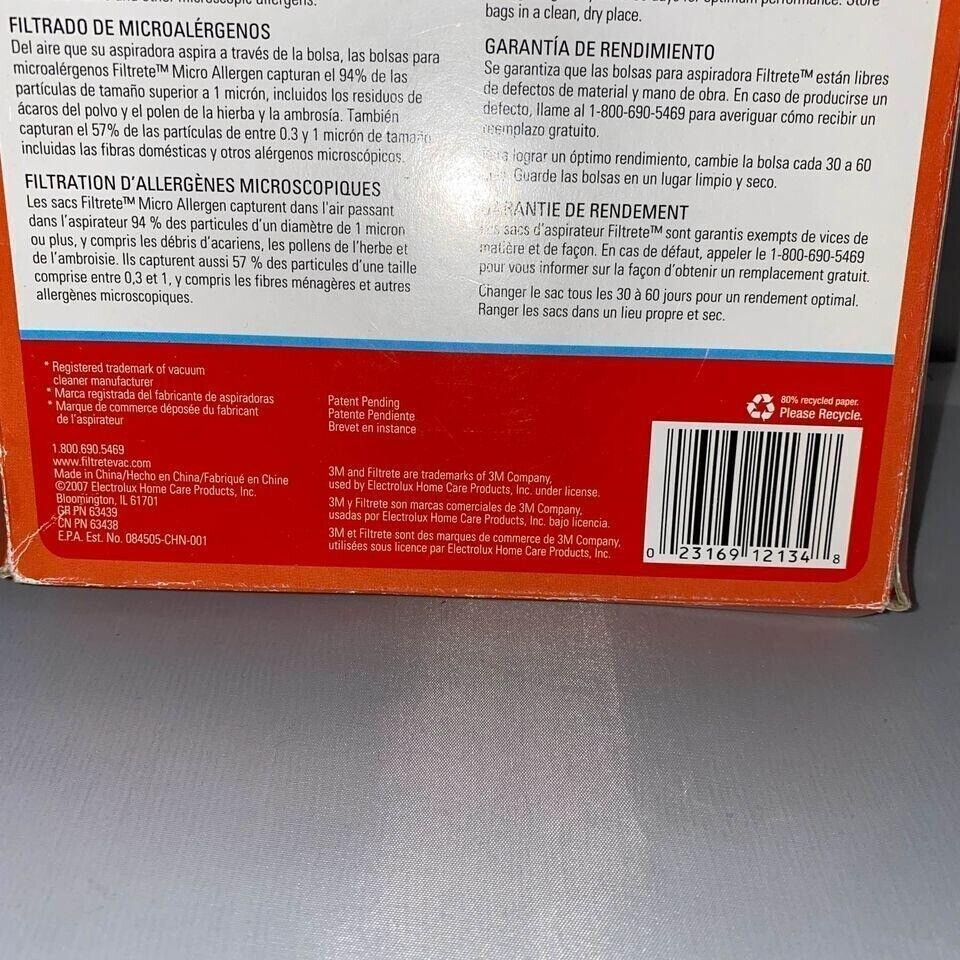 and other microscopic allergens.
FILTRADO DE MICROALÉRGENOS
Del aire que su aspiradora aspira a través de la bolsa, las bolsas para
microalérgenos Filtrete™ Micro Allergen capturan el 94% de las
partículas de tamaño superior a 1 micrón, incluidos los residuos de
ácaros del polvo y el polen de la hierba y la ambrosía. También
capturan el 57% de las partículas de entre 0.3 y 1 micrón de tamaño
incluidas las fibras domésticas y otros alérgenos microscópicos.
FILTRATION D'ALLERGÈNES MICROSCOPIQUES
Les sacs Filtrete™ Micro Allergen capturent dans l'air passant
dans l'aspirateur 94 % des particules d'un diamètre de 1 micron
ou plus, y compris les débris d'acariens, les pollens de l'herbe et
de l'ambroisie. Ils capturent aussi 57 % des particules d'une taille
comprise entre 0,3 et 1, y compris les fibres ménagères et autres
allergènes microscopiques.
days for optimum performance. Store
bags in a clean, dry place.
GARANTÍA DE RENDIMIENTO
Se garantiza que las bolsas para aspiradora Filtrete™ están libres
de defectos de material y mano de obra. En caso de producirse un
defecto, llame al 1-800-690-5469 para averiguar cómo recibir un
reemplazo gratuito.
lograr un óptimo rendimiento, cambie la bolsa cada 30 a 60
Guarde las bolsas en un lugar limpio y seco.
GARANTIE DE RENDEMENT
Les sacs d'aspirateur Filtrete™ sont garantis exempts de vices de
matière et de façon. En cas de défaut, appeler le 1-800-690-5469
pour vous informer sur la façon d'obtenir un remplacement gratuit.
Changer le sac tous les 30 à 60 jours pour un rendement optimal.
Ranger les sacs dans un lieu propre et sec.
* Registered trademark of vacuum
cleaner manufacturer
* Marca registrada del fabricante de aspiradoras
* Marque de commerce déposée du fabricant
de l'aspirateur
1.800.690.5469
www.filtretevac.com
Made in China/Hecho en China/Fabriqué en Chine
©2007 Electrolux Home Care Products, Inc.
Bloomington, IL 61701
GR PN 63439
CN PN 63438
E.P.A. Est. No. 084505-CHN-001
Patent Pending
Patente Pendiente
Brevet en instance
3M and Filtrete are trademarks of 3M Company,
used by Electrolux Home Care Products, Inc. under license.
3M y Filtrete son marcas comerciales de 3M Company,
usadas por Electrolux Home Care Products, Inc. bajo licencia.
3M et Filtrete sont des marques de commerce de 3M Company,
utilisées sous licence par Electrolux Home Care Products, Inc.
80% recycled paper.
Please Recycle.
0 23169 12134 8